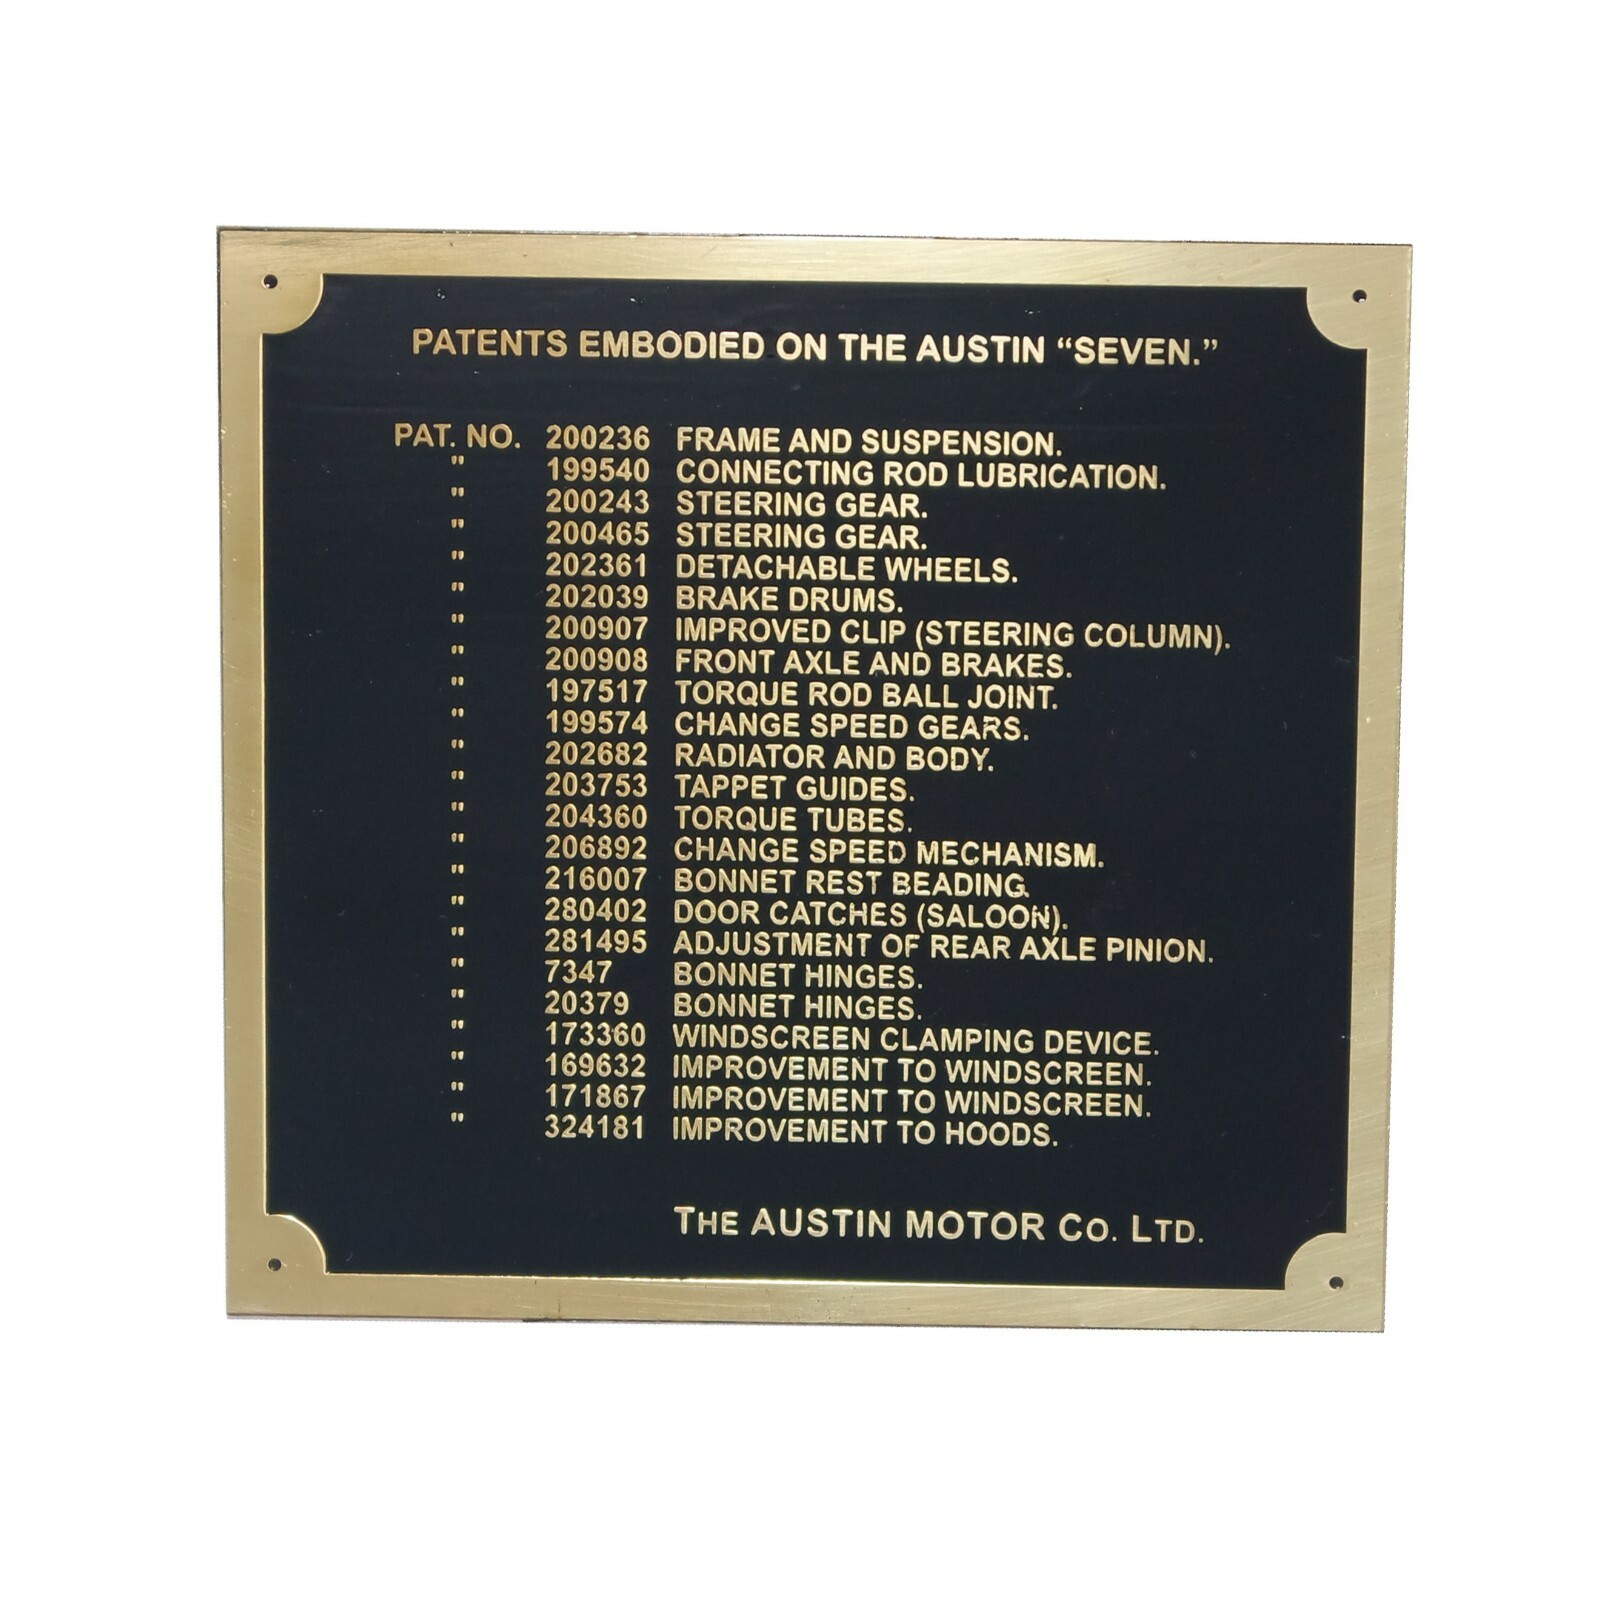 PATENTS EMBODIED ON THE AUSTIN “SEVEN.”
PAT. NO. 200236 FRAME AND SUSPENSION.
" 199540 CONNECTING ROD LUBRICATION.
" 200243 STEERING GEAR.
" 200465 STEERING GEAR.
" 202361 DETACHABLE WHEELS.
" 202039 BRAKE DRUMS.
" 200907 IMPROVED CLIP (STEERING COLUMN).
" 200908 FRONT AXLE AND BRAKES.
" 197517 TORQUE ROD BALL JOINT.
" 199574 CHANGE SPEED GEARS.
" 202682 RADIATOR AND BODY.
" 203753 TAPPET GUIDES.
" 204360 TORQUE TUBES.
" 206892 CHANGE SPEED MECHANISM.
" 216007 BONNET REST BEADING.
" 280402 DOOR CATCHES (SALOON).
" 281495 ADJUSTMENT OF REAR AXLE PINION.
" 7347 BONNET HINGES.
" 20379 BONNET HINGES.
" 173360 WINDSCREEN CLAMPING DEVICE.
" 169632 IMPROVEMENT TO WINDSCREEN.
" 171867 IMPROVEMENT TO WINDSCREEN.
" 324181 IMPROVEMENT TO HOODS.
THE AUSTIN MOTOR CO. LTD.